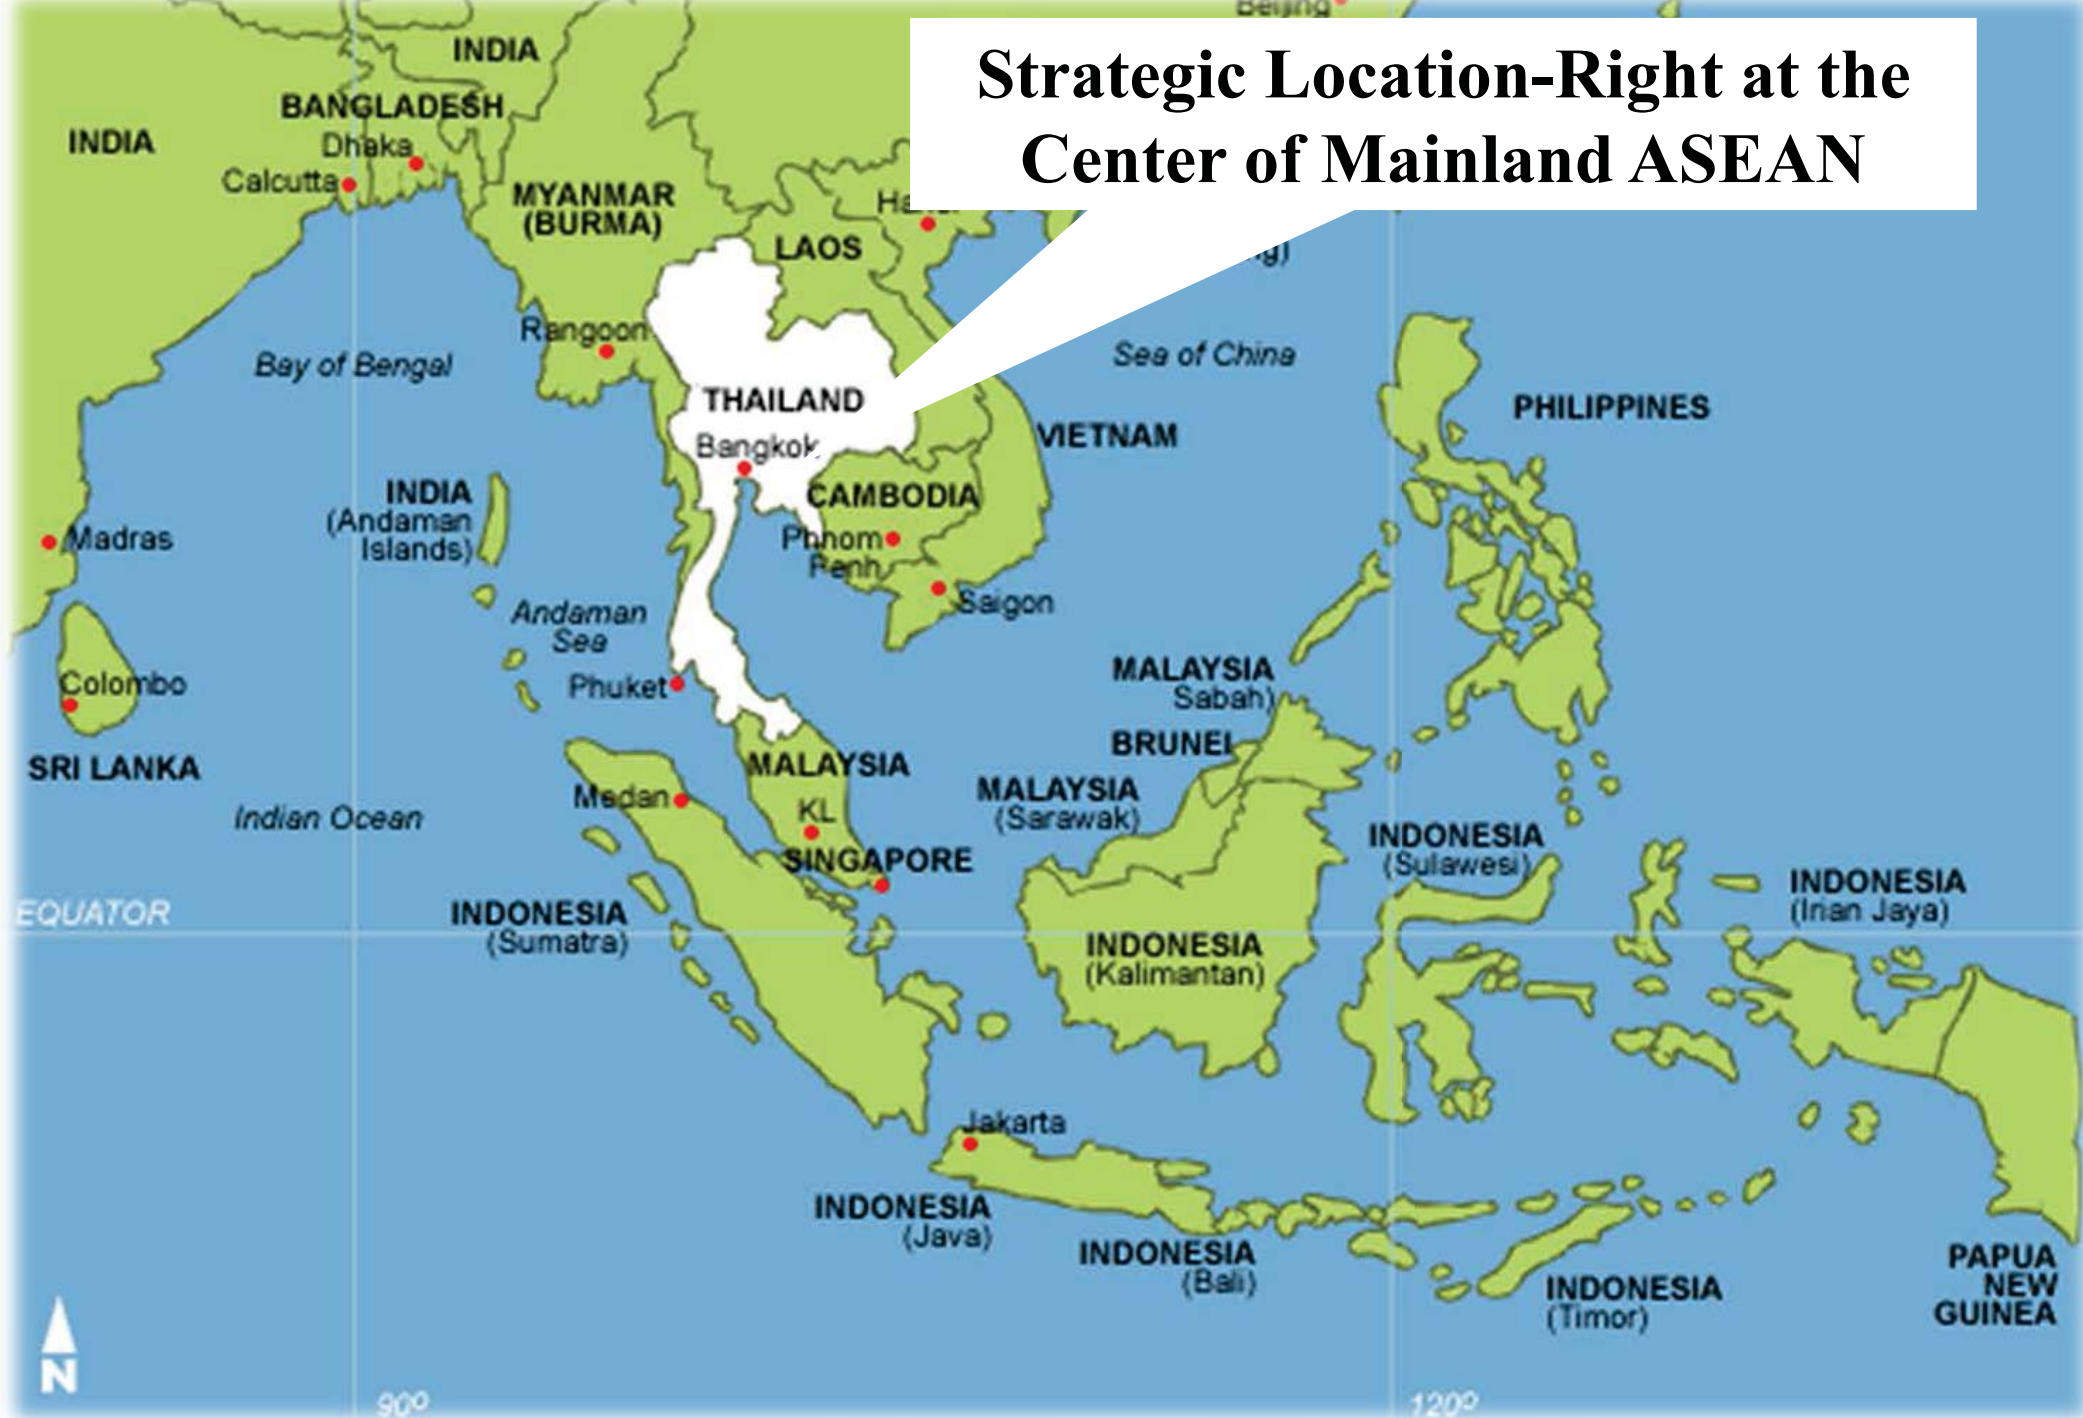 Beijing
Strategic Location-Right at the
Center of Mainland ASEAN
INDIA
BANGLADESH
INDIA
Dhaka
Calcutta
MYANMAR
(BURMA)
LAOS
Rangoon
Bay of Bengal
Sea of China
THAILAND
PHILIPPINES
VIETNAM
Bangkok
INDIA
(Andaman
Islands)
CAMBODIA
Madras
Phnom
Penh
Saigon
Andaman
Sea
MALAYSIA
Sabah)
Phuket
Colombo
BRUNEI
SRI LANKA
MALAYSIA
MALAYSIA
(Sarawak)
Medan
KL
Indian Ocean
INDONESIA
(Sulawesi)
SINGAPORE
INDONESIA
(Irian Jaya)
EQUATOR
INDONESIA
(Sumatra)
INDONESIA
(Kalimantan)
Jakarta
INDONESIA
(Java)
INDONESIA
(Bali)
INDONESIA
(Timor)
PAPUA
NEW
GUINEA
N
90º
120º